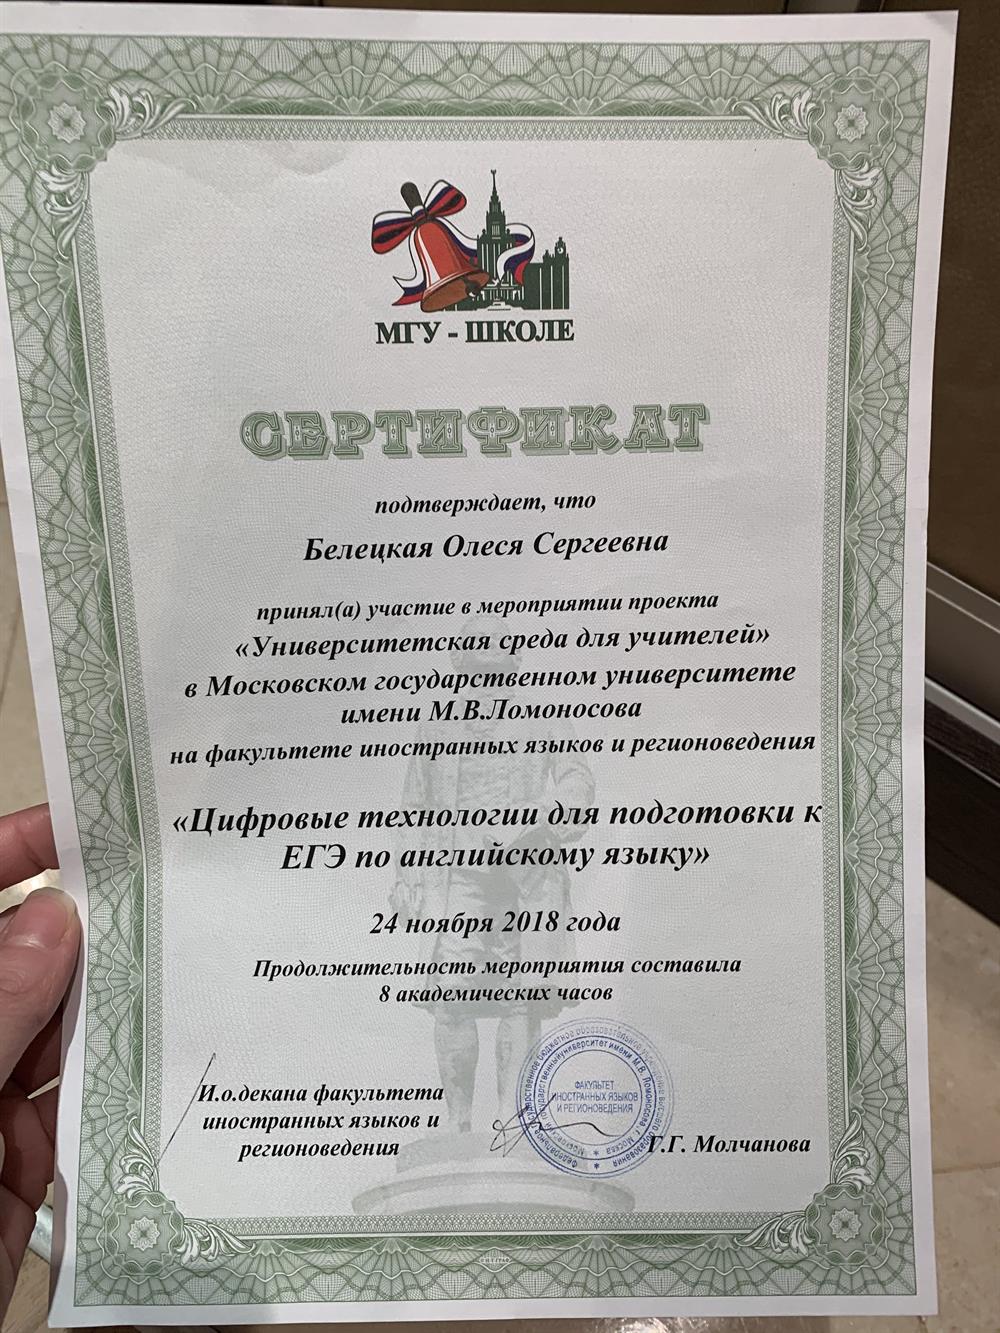 МГУ - ШКОЛЕ
СЕРТИФИКАТ
подтверждает, что
Белецкая Олеся Сергеевна
принял(а) участие в мероприятии проекта
«Университетская среда для учителей»
в Московском государственном университете
имени М.В.Ломоносова
на факультете иностранных языков и регионоведения
«Цифровые технологии для подготовки к
ЕГЭ по английскому языку»
24 ноября 2018 года
Продолжительность мероприятия составила
8 академических часов
И.о.декана факультета
иностранных языков и
регионоведения
ФАКУЛЬТЕТ
ИНОСТРАННЫХ ЯЗЫКОВ
И РЕГИОНОВЕДЕНИЯ
Г.Г. Молчанова